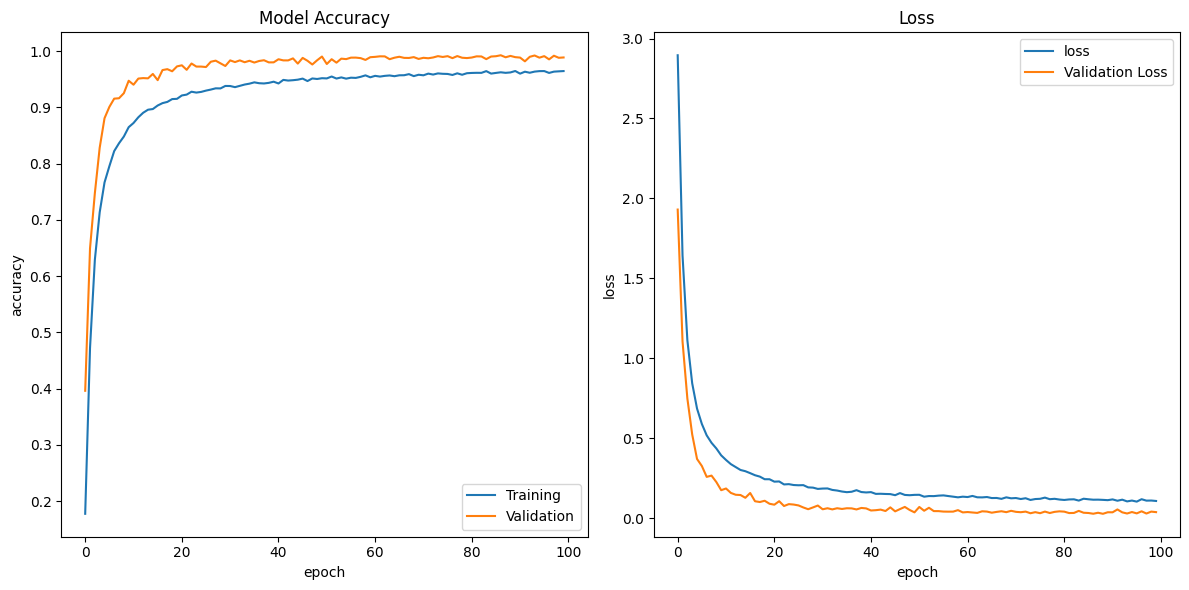 Model Accuracy
1.0
0.9
0.8
0.7
0.6
0.5
0.4
0.3
0.2
accuracy
Training
Validation
0 20 40 60 80 100
epoch
Loss
3.0
2.5
2.0
1.5
1.0
0.5
0.0
loss
loss
Validation Loss
0 20 40 60 80 100
epoch